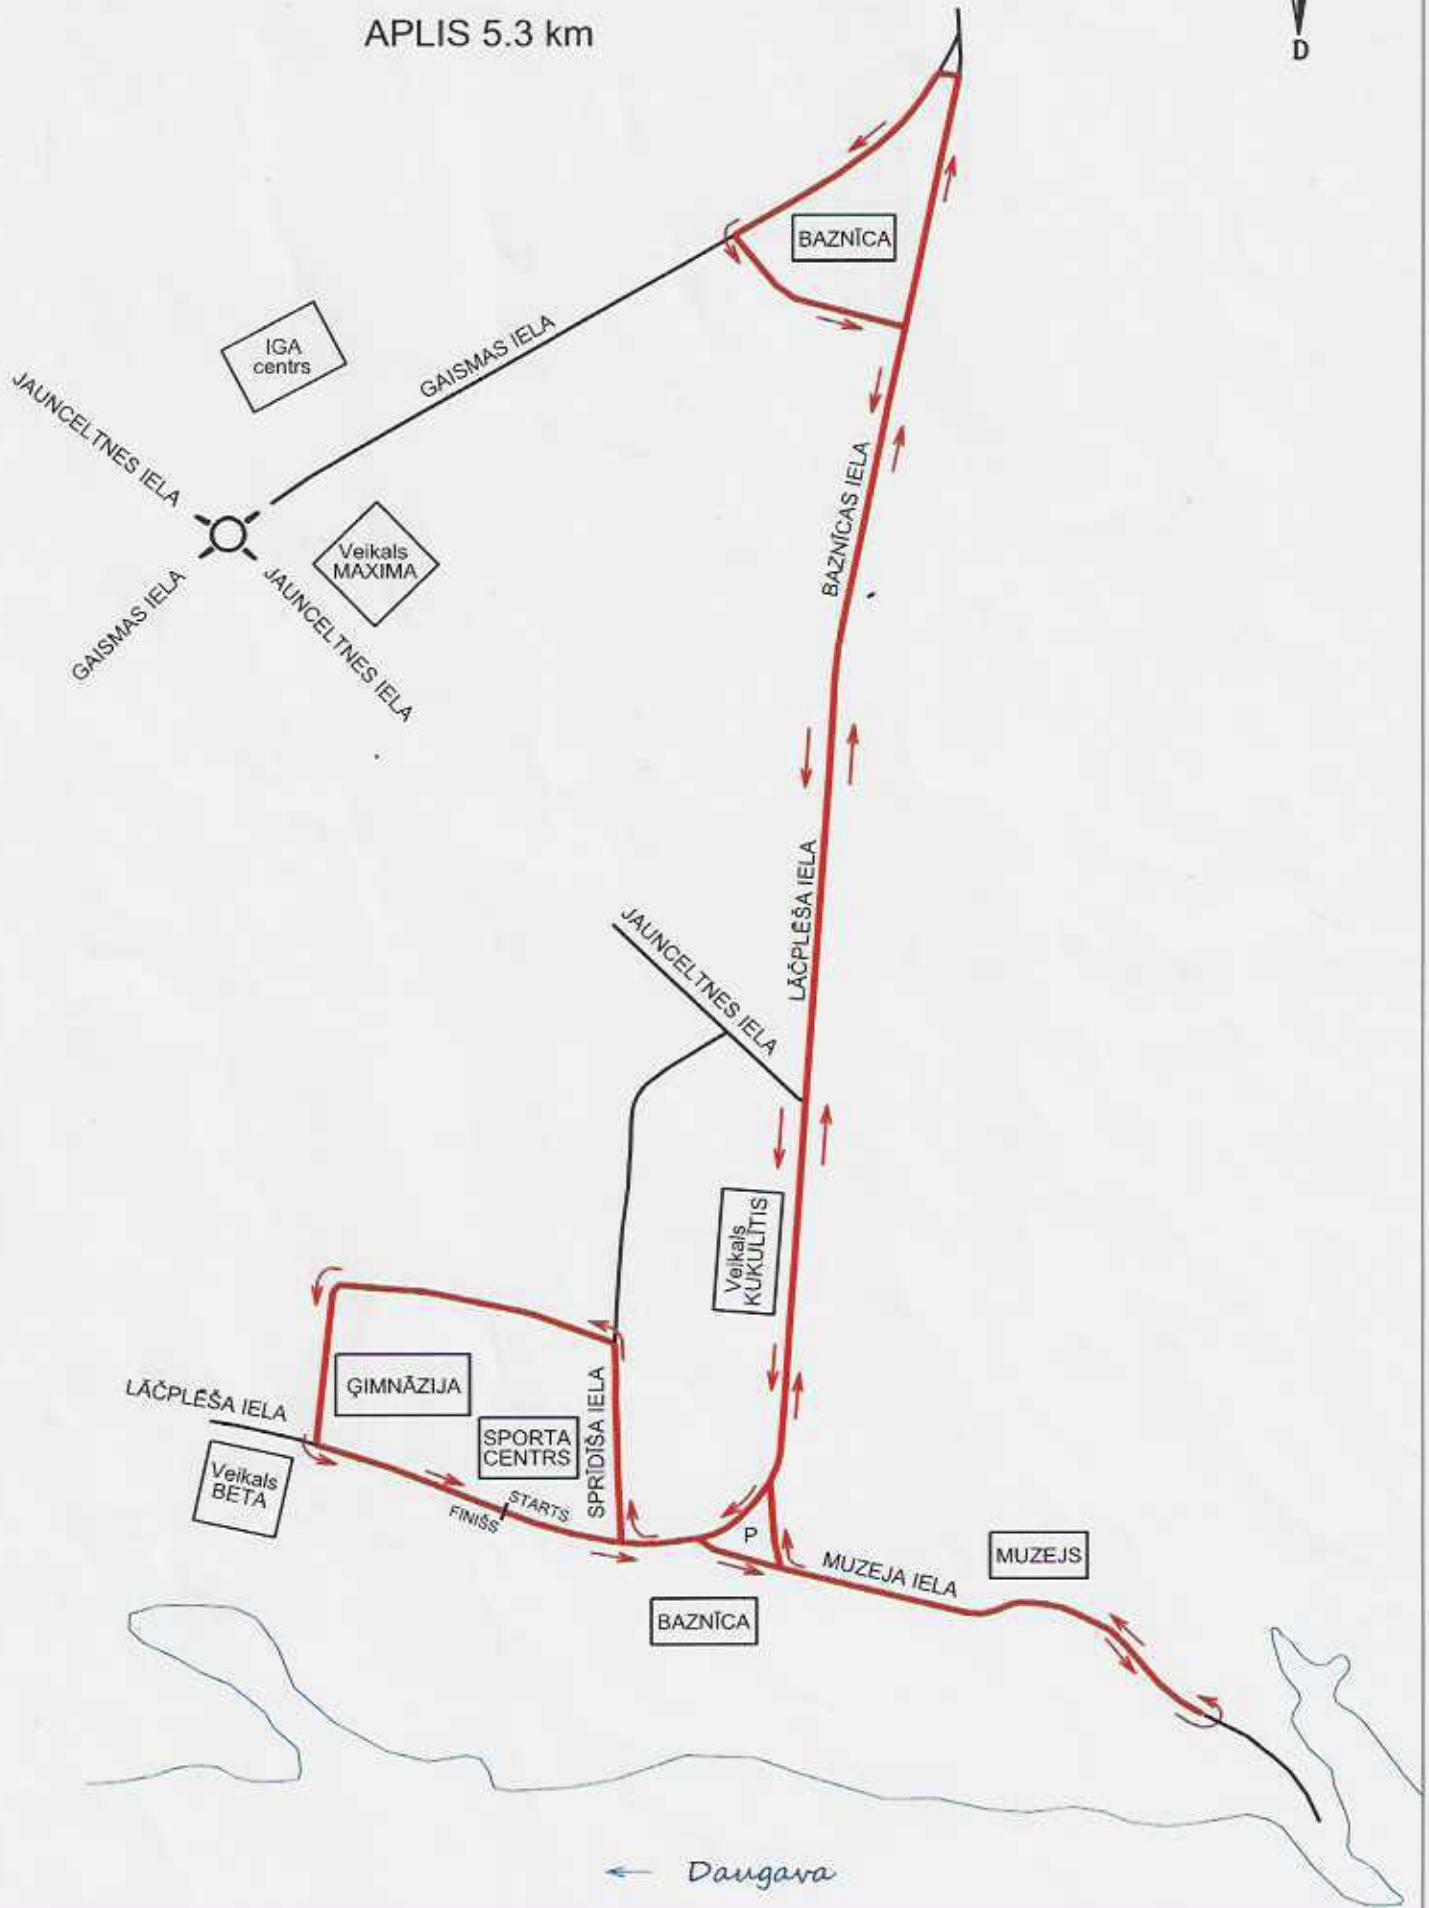 APLIS 5.3 km
D
BAZNĪCA
IGA
centrs
GAISMAS IELA
JAUNCELTNES IELA
Veikals
MAXIMA
GAISMAS IELA
JAUNCELTNES IELA
BAZNĪCAS IELA
LĀČPLĒŠA IELA
JAUNCELTNES IELA
Veikals
KUKULĪTIS
ĢIMNĀZIJA
LĀČPLĒŠA IELA
SPORTA
CENTRS
SPRĪDĪŠA IELA
Veikals
BETA
STARTS
FINIŠS
P
MUZEJA IELA
MUZEJS
BAZNĪCA
Daugava